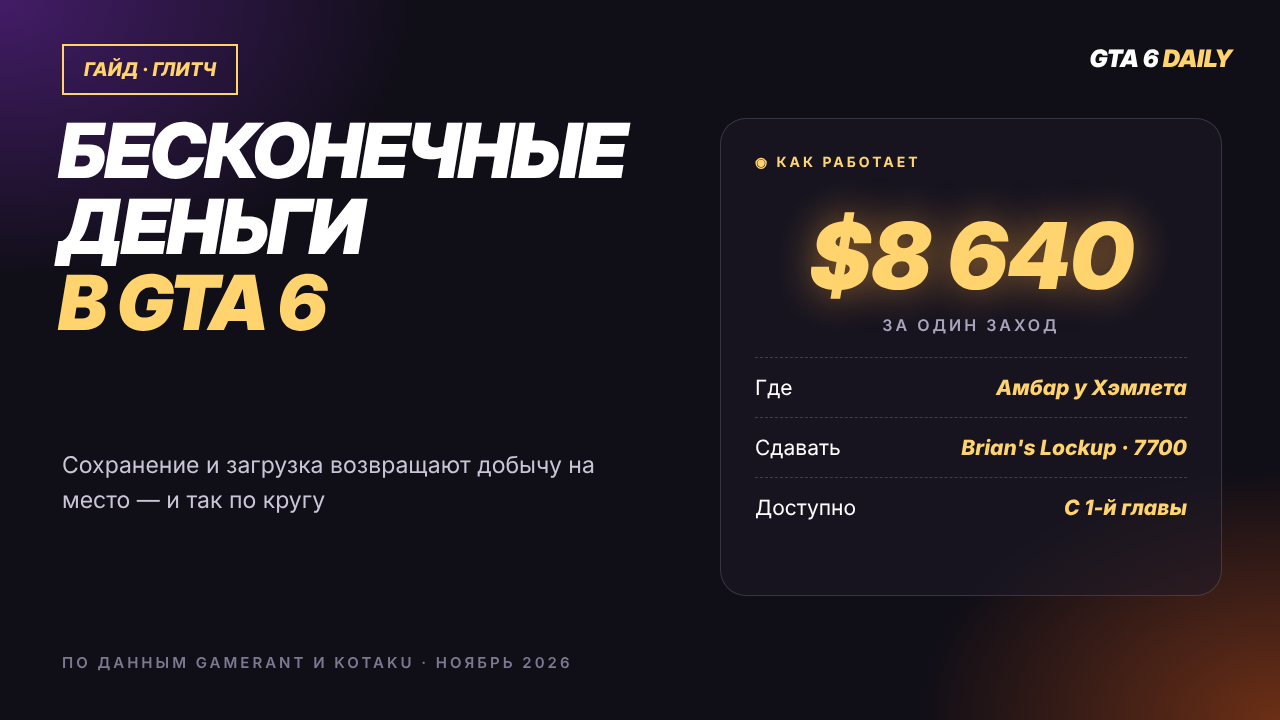 ГАЙД · ГЛИТЧ
GTA 6 DAILY
БЕСКОНЕЧНЫЕ
ДЕНЬГИ
В GTA 6
Сохранение и загрузка возвращают добычу на
место — и так по кругу
◉ КАК РАБОТАЕТ
$8 640
ЗА ОДИН ЗАХОД
Где Амбар у Хэмлета
Сдавать Brian's Lockup · 7700
Доступно С 1-й главы
ПО ДАННЫМ GAMERANT И KOTAKU · НОЯБРЬ 2026